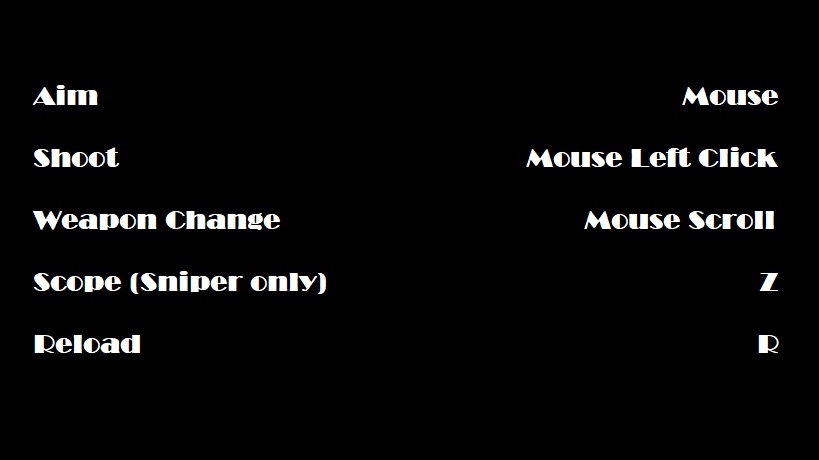 Aim Mouse
Shoot Mouse Left Click
Weapon Change Mouse Scroll
Scope (Sniper only) Z
Reload R